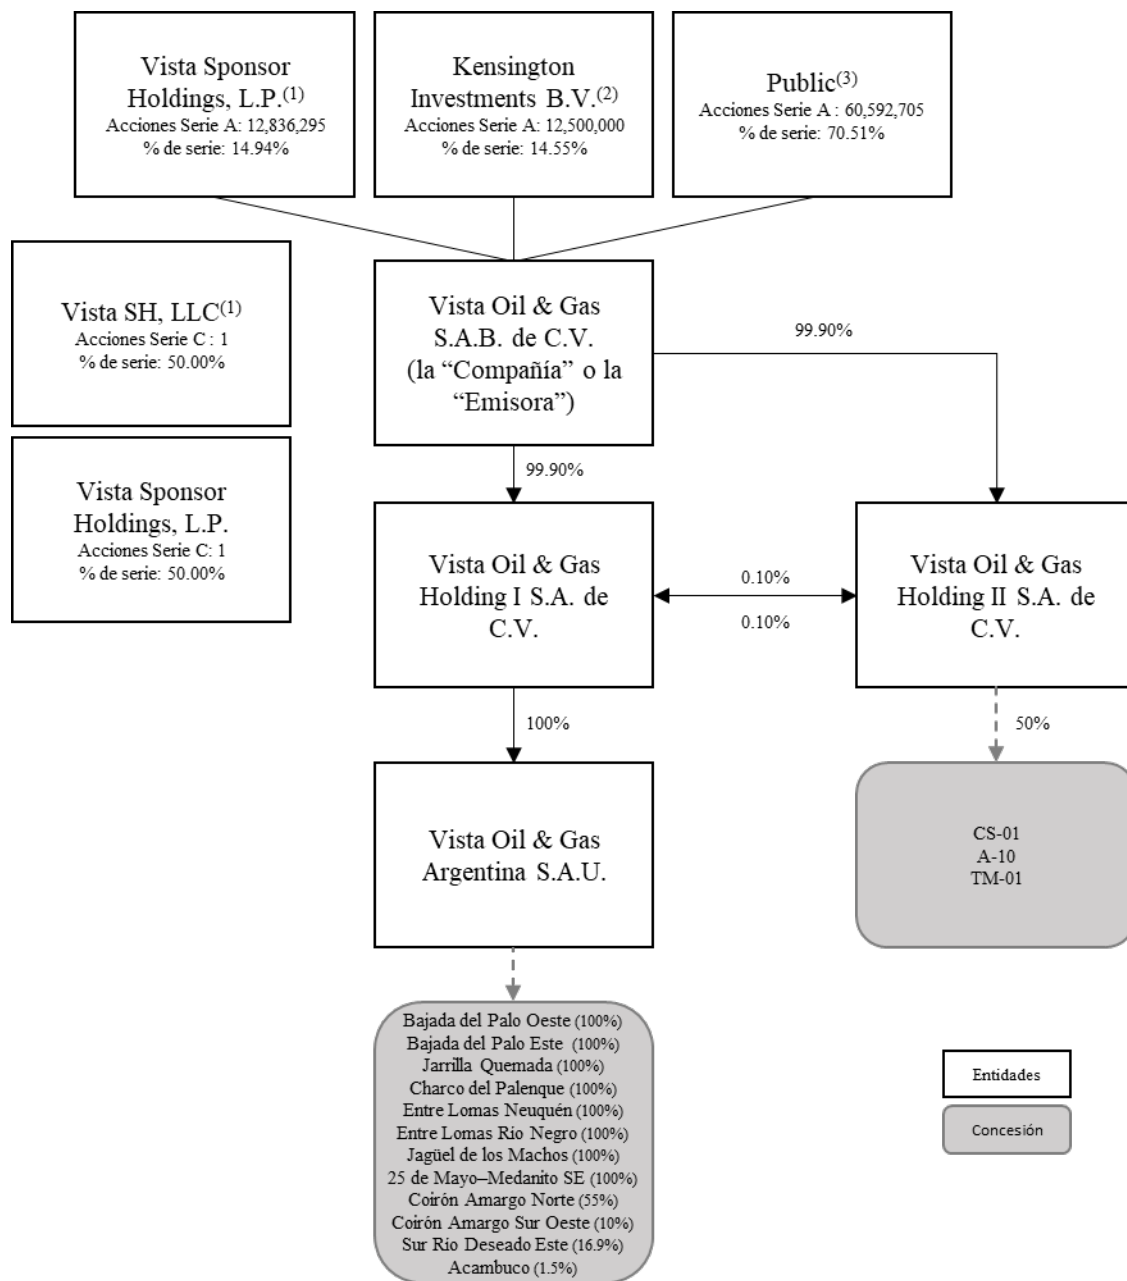 Vista Sponsor
Holdings, L.P.(1)
Acciones Serie A: 12,836,295
% de serie: 14.94%
Kensington
Investments B.V.(2)
Acciones Serie A: 12,500,000
% de serie: 14.55%
Public(3)
Acciones Serie A : 60,592,705
% de serie: 70.51%
Vista SH, LLC(1)
Acciones Serie C : 1
% de serie: 50.00%
Vista Oil & Gas
S.A.B. de C.V.
(la “Compañía” o la
“Emisora”)
99.90%
Vista Sponsor
Holdings, L.P.
Acciones Serie C: 1
% de serie: 50.00%
99.90%
Vista Oil & Gas
Holding I S.A. de
C.V.
0.10%
0.10%
Vista Oil & Gas
Holding II S.A. de
C.V.
100%
50%
Vista Oil & Gas
Argentina S.A.U.
CS-01
A-10
TM-01
Bajada del Palo Oeste (100%)
Bajada del Palo Este (100%)
Jarrilla Quemada (100%)
Charco del Palenque (100%)
Entre Lomas Neuquén (100%)
Entre Lomas Rio Negro (100%)
Jagüel de los Machos (100%)
25 de Mayo–Medanito SE (100%)
Coirón Amargo Norte (55%)
Coirón Amargo Sur Oeste (10%)
Sur Río Deseado Este (16.9%)
Acambuco (1.5%)
Entidades
Concesión